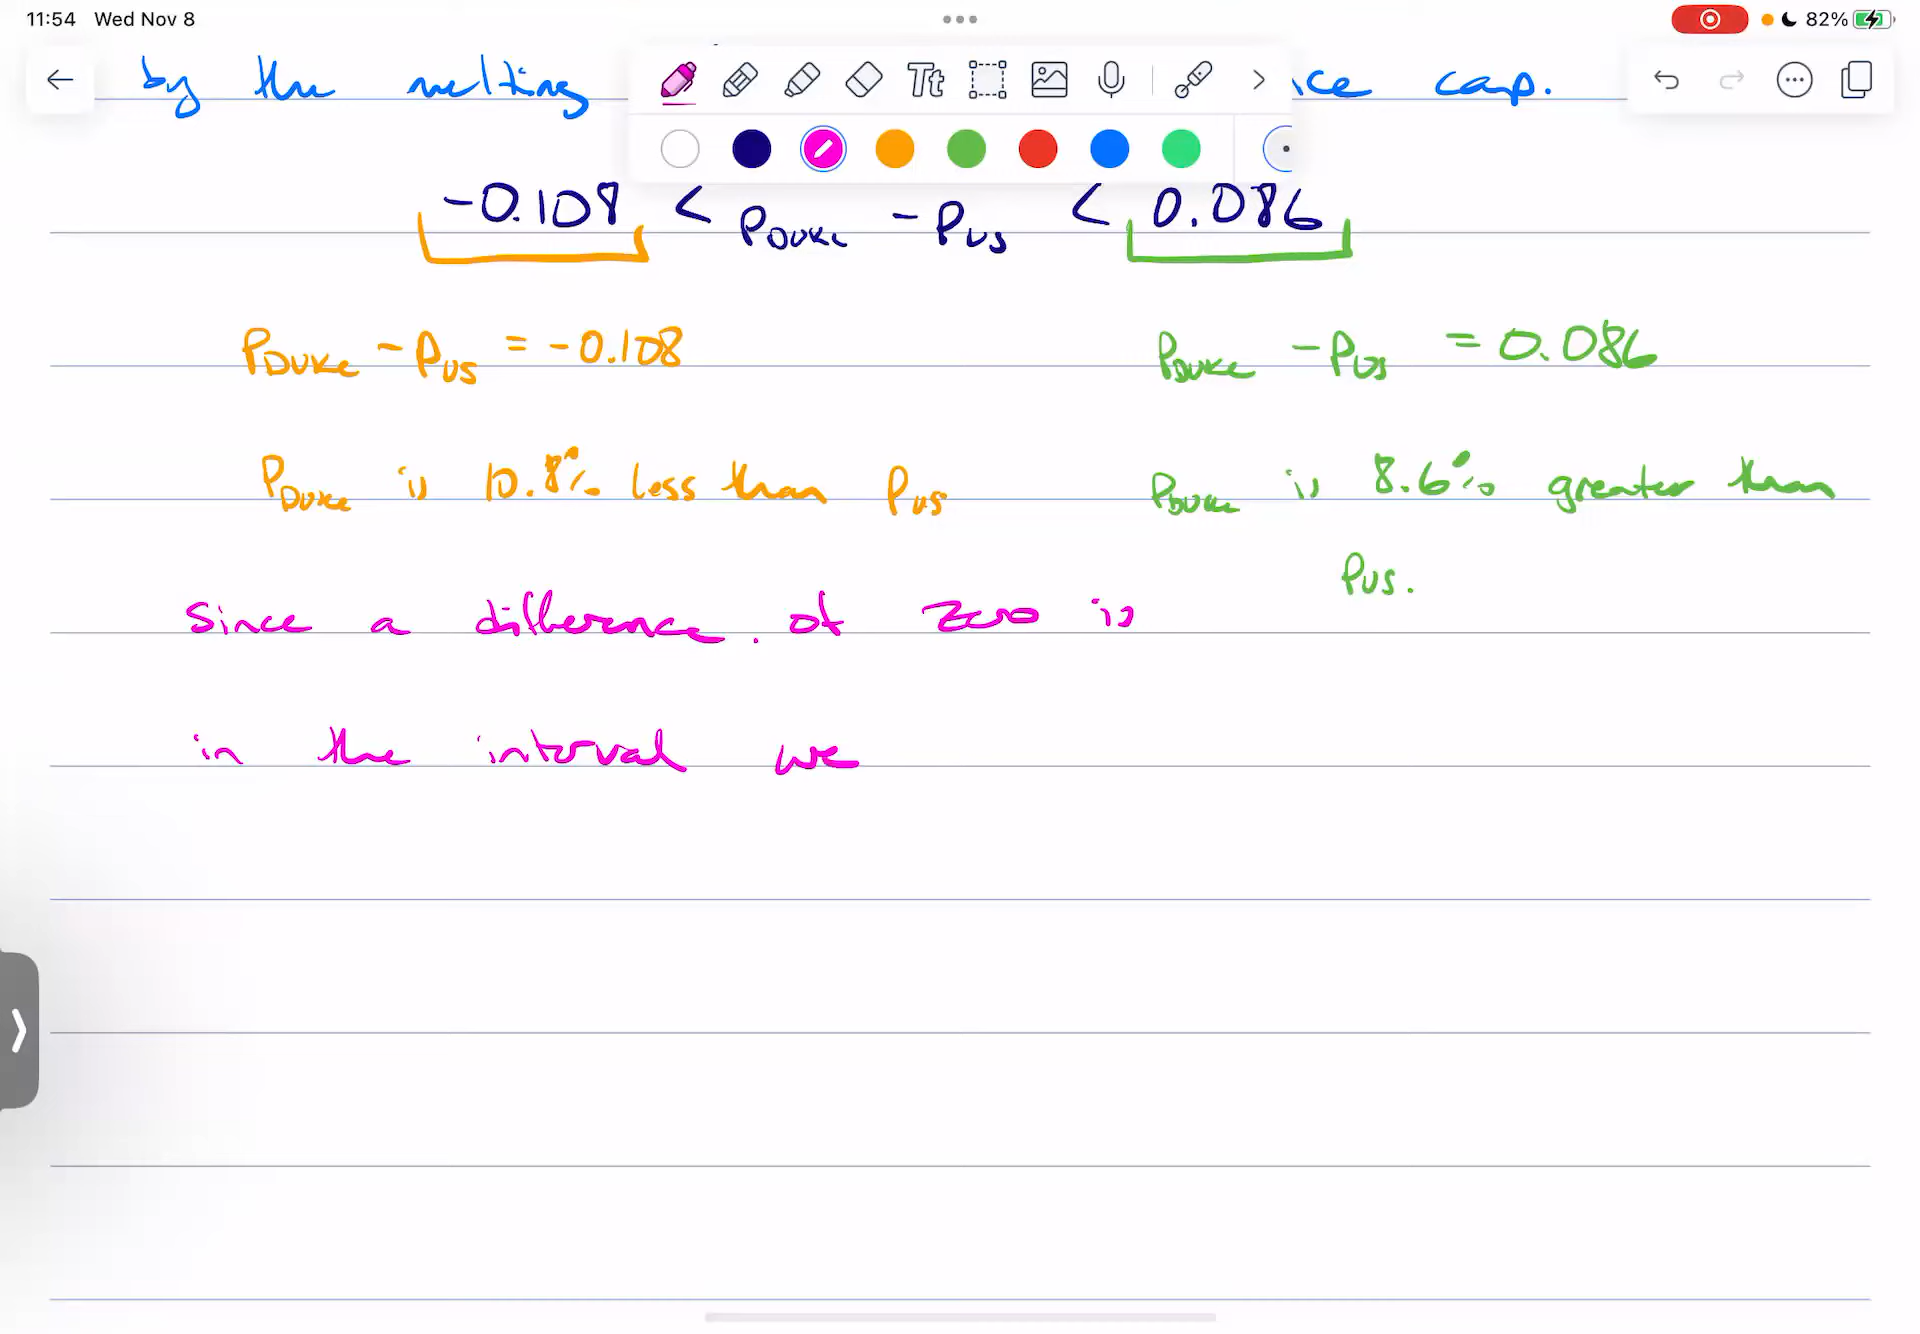 11:54 Wed Nov 8
82%
by the melting
ice cap.
Tt
-0.108 < PDUKE - PUS < 0.086
PDUKE - PUS = -0.108
PDUKE - PUS = 0.086
PDUKE is 10.8% less than PUS
PDUKE is 8.6% greater than
PUS.
Since a difference. of zero is
in the interval we